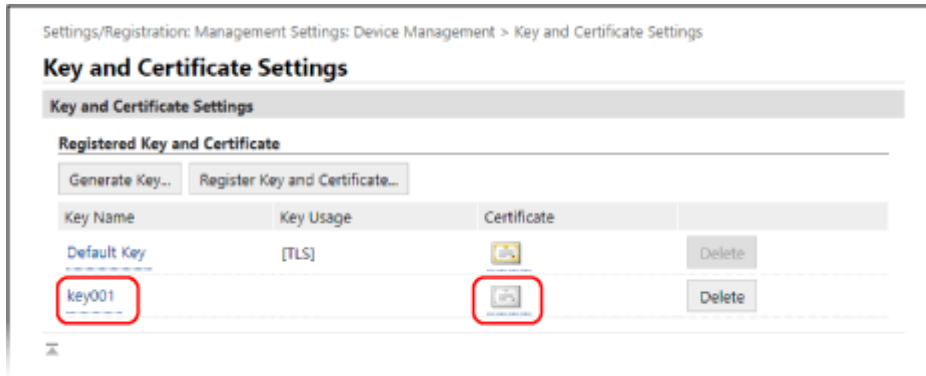 Settings/Registration: Management Settings: Device Management > Key and Certificate Settings
Key and Certificate Settings
Key and Certificate Settings
Registered Key and Certificate
Generate Key... Register Key and Certificate...
Key Name Key Usage Certificate
Default Key [TLS] Delete
key001 Delete